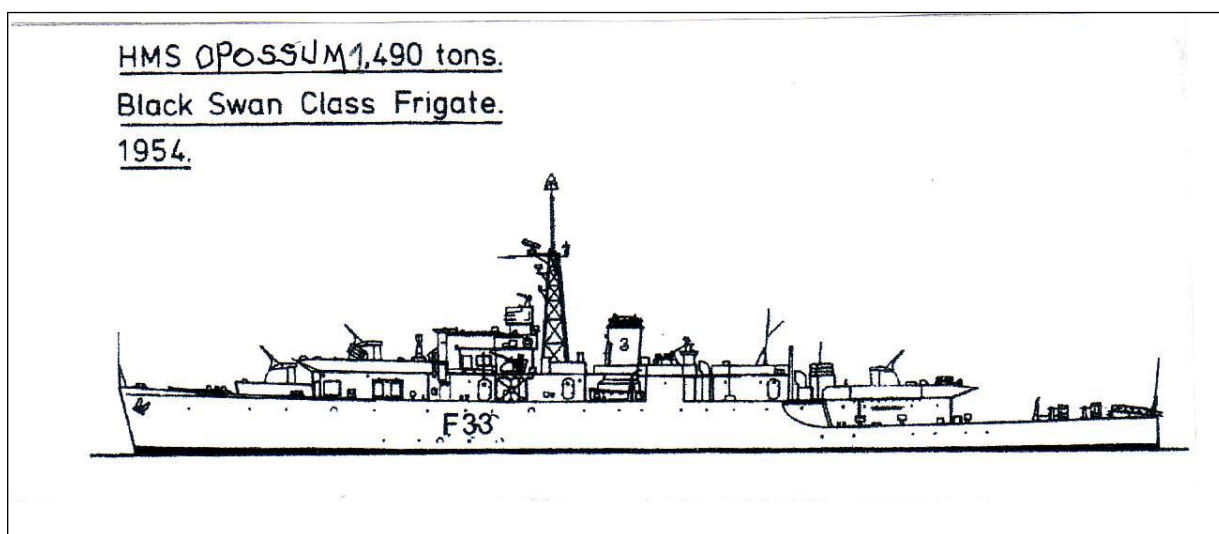 HMS OPOSSUM 1,490 tons.
Black Swan Class Frigate.
1954.
3
F33